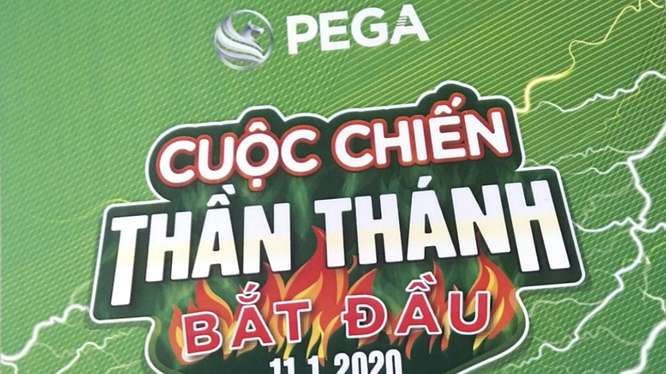 PEGA
CUỘC CHIẾN
THẦN THÁNH
BẮT ĐẦU
11.1.2020